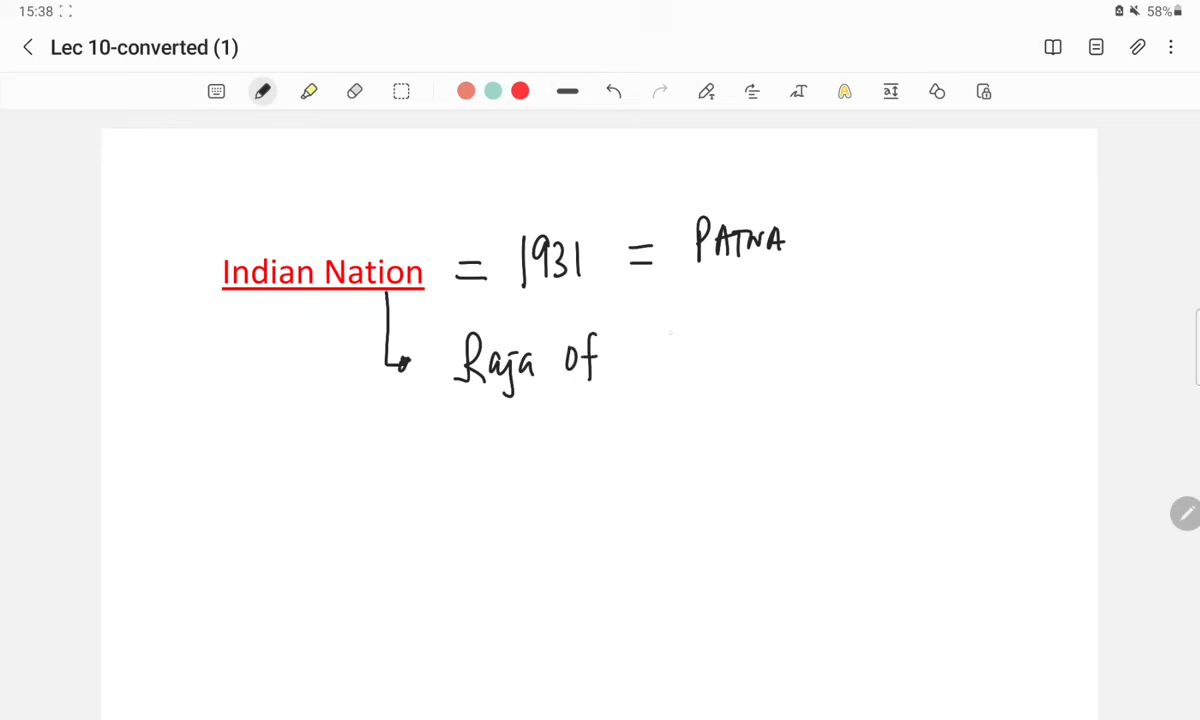 15:38 58%
Lec 10-converted (1)
Indian Nation = 1931 = PATNA
Raja of